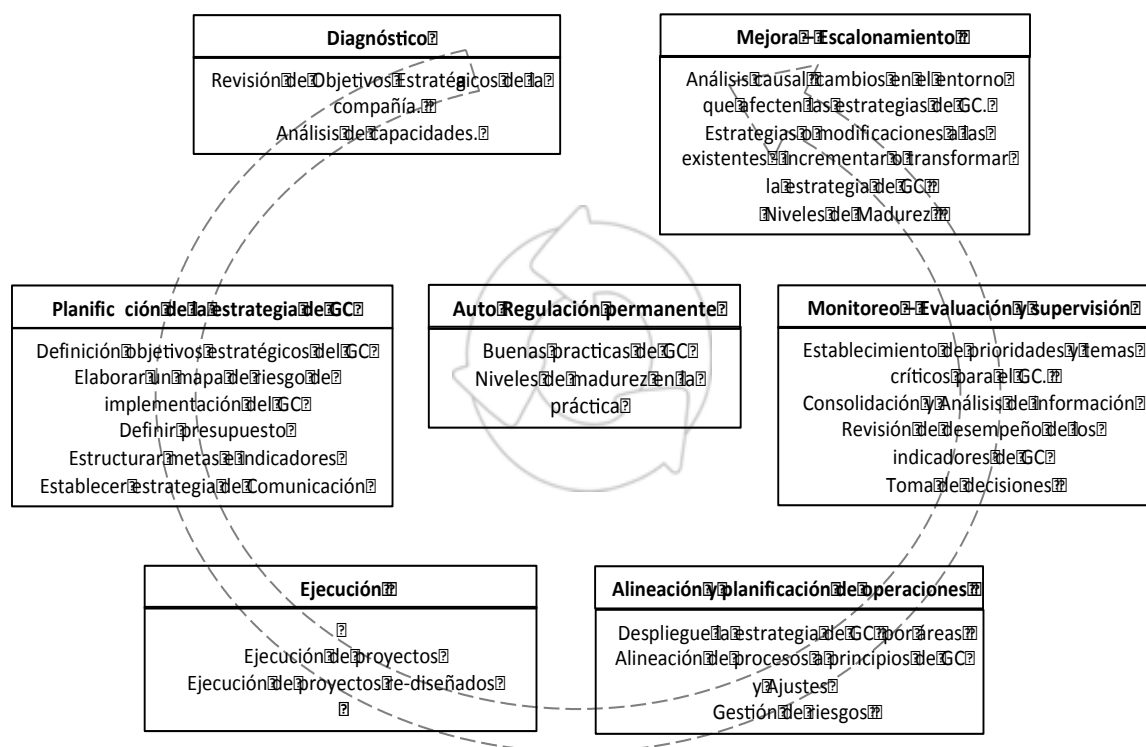 Diagnóstico
Revisión de Objetivos Estratégicos de la
compañía.
Análisis de capacidades.
Mejora – Escalonamiento
Análisis causal, cambios en el entorno
que afecten las estrategias de GC.
Estrategias o modificaciones a las
existentes. Incrementar o transformar
la estrategia de GC
Niveles de Madurez
Planific ción de la estrategia de GC
Definición objetivos estratégicos del GC
Elaborar un mapa de riesgo de
implementación del GC
Definir presupuesto
Estructurar metas e Indicadores
Establecer estrategia de Comunicación
Auto Regulación permanente
Buenas practicas de GC
Niveles de madurez en la
práctica
Monitoreo – Evaluación y supervisión
Establecimiento de prioridades y temas
críticos para el GC.
Consolidación y Análisis de Información
Revisión de desempeño de los
indicadores de GC
Toma de decisiones
Ejecución
Ejecución de proyectos
Ejecución de proyectos re-diseñados
Alineación y planificación de operaciones
Despliegue la estrategia de GC por áreas
Alineación de procesos a principios de GC
y Ajustes
Gestión de riesgos